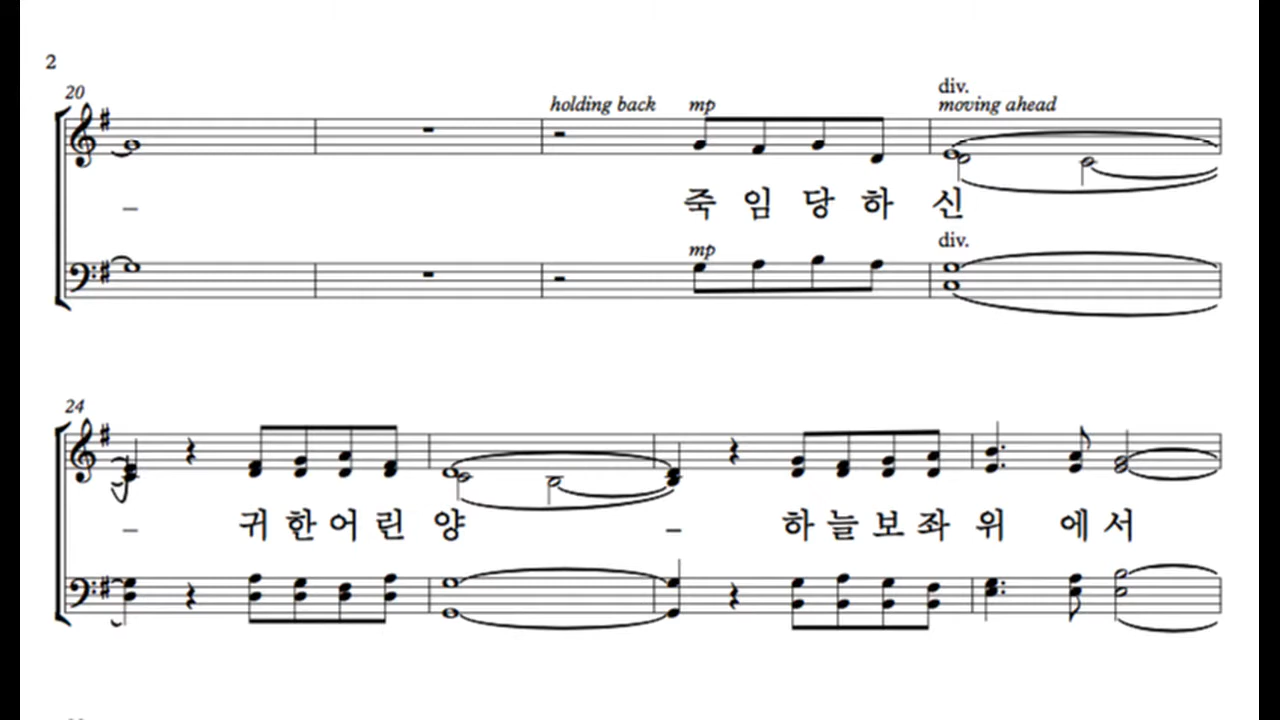 2
20
holding back mp
div.
moving ahead
죽 임 당 하 신
mp
div.
24
귀 한 어 린 양 하 늘 보 좌 위 에 서